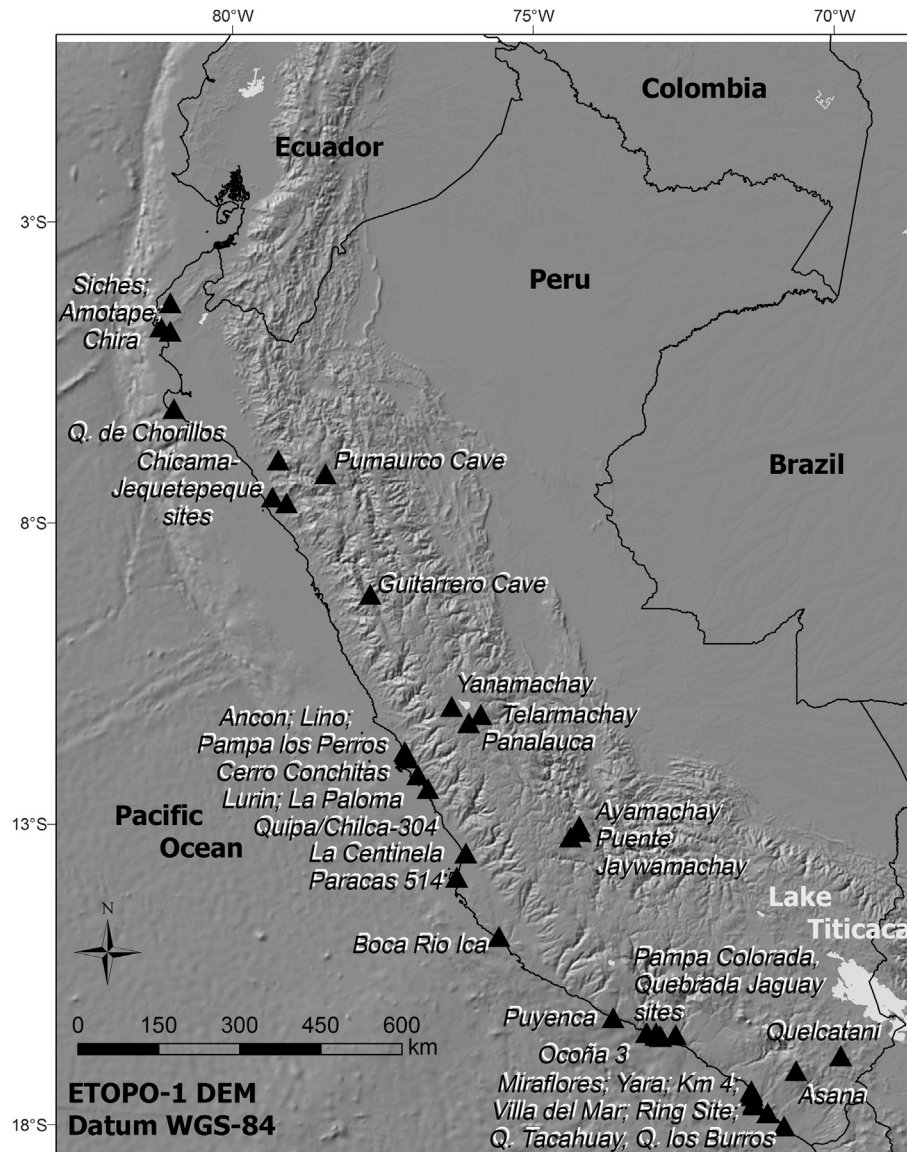 80°W 75°W 70°W
Colombia
Ecuador
3°S
Peru
Siches;
Amotape;
Chira
Q. de Chorillos
Chicama-
Jequetepeque
sites
Pumaurco Cave
Brazil
8°S
Guitarrero Cave
Yanamachay
Telarmachay
Panalauca
Ancon; Lino;
Pampa los Perros
Cerro Conchitas
Lurin; La Paloma
Quipa/Chilca-304
La Centinela
Paracas 514
Pacific
Ocean
13°S
Ayamachay
Puente
Jaywamachay
Lake
Titicaca
N
Boca Rio Ica
Pampa Colorada,
Quebrada Jaguay
sites
Puyenca
Ocoña 3
Quelcatani
Asana
0 150 300 450 600
km
Miraflores; Yara; Km 4;
Villa del Mar; Ring Site;
Q. Tacahuay, Q. los Burros
ETOPO-1 DEM
Datum WGS-84
18°S